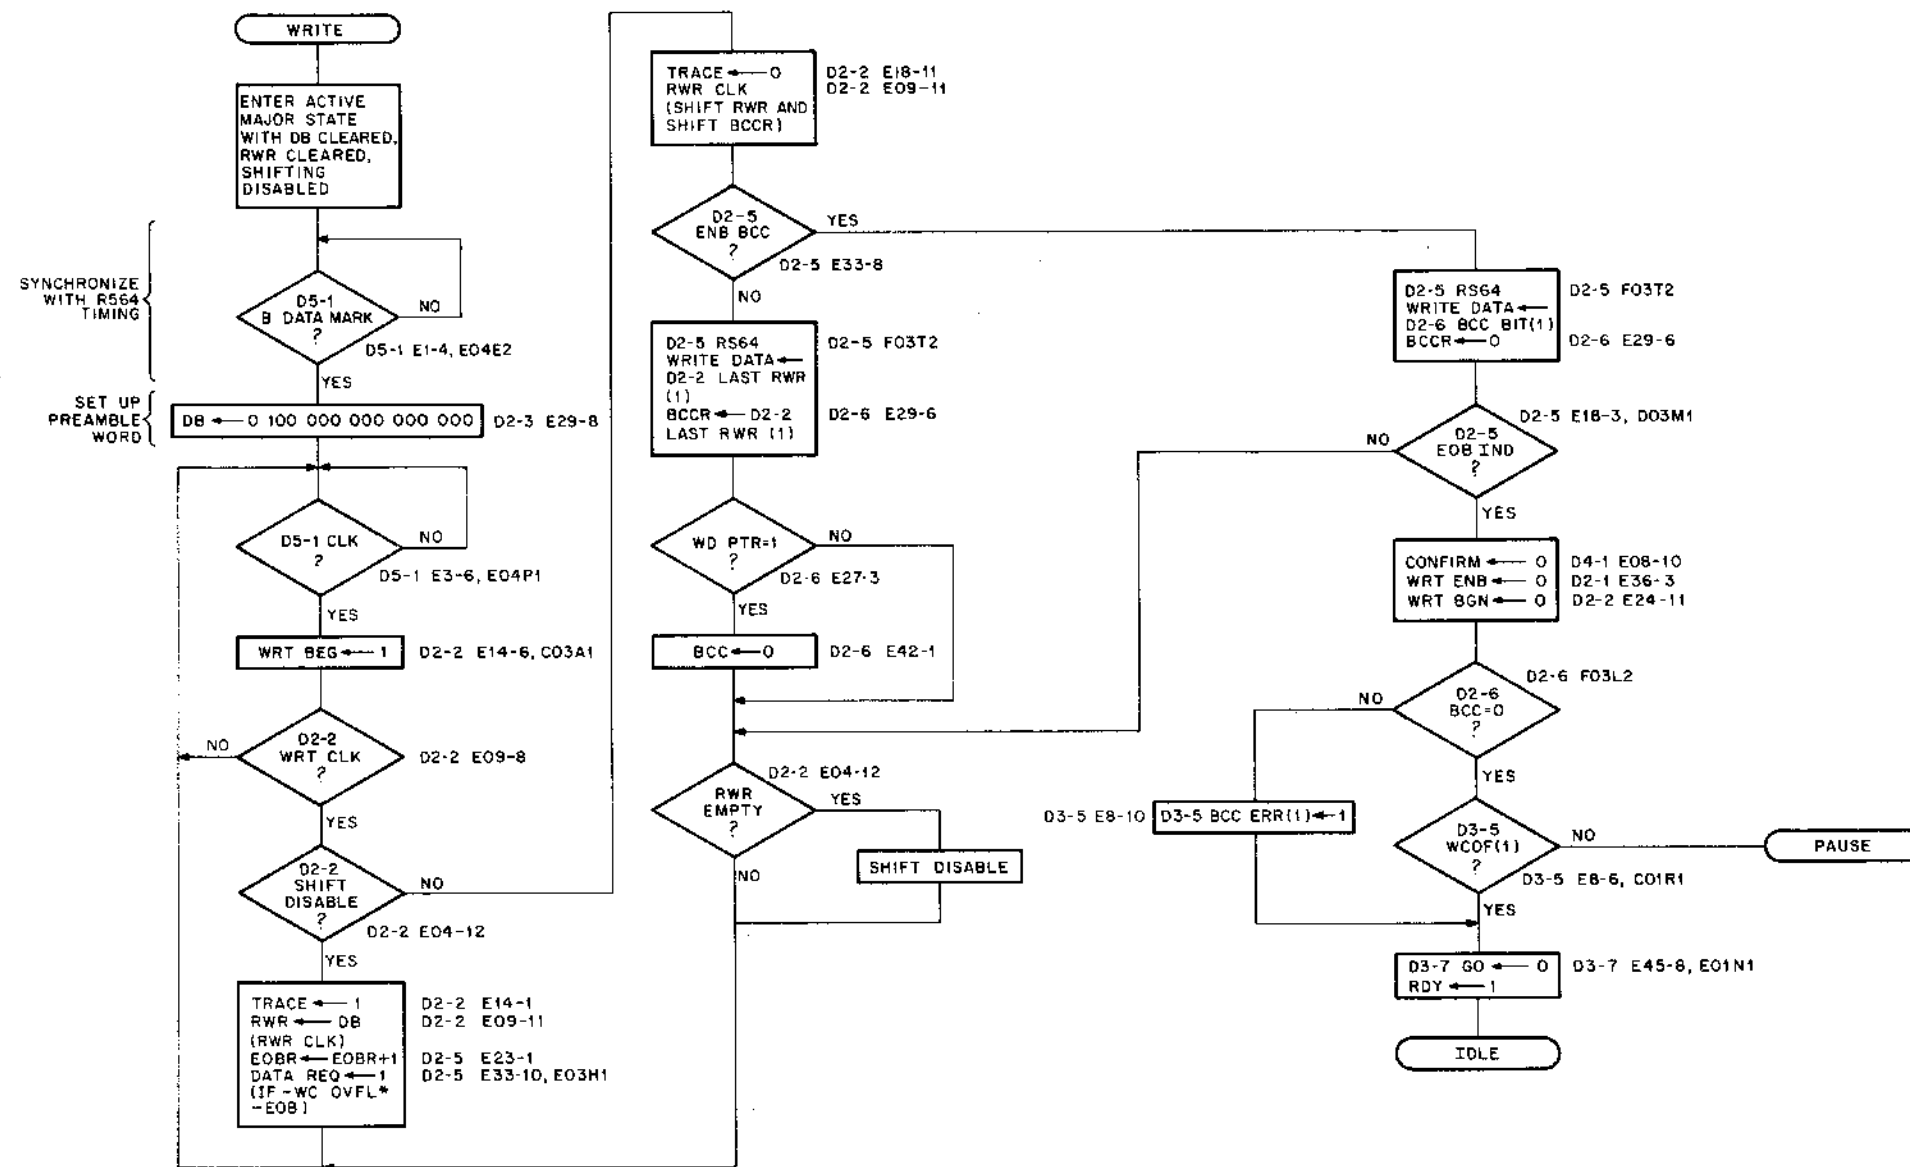 WRITE
ENTER ACTIVE
MAJOR STATE
WITH DB CLEARED,
RWR CLEARED,
SHIFTING
DISABLED
SYNCHRONIZE
WITH RS64
TIMING
D5-1
B DATA MARK
?
NO
D5-1 E1-4, E04E2
YES
SET UP
PREAMBLE
WORD
DB ← 0 100 000 000 000 000
D2-3 E29-8
D5-1 CLK
?
NO
D5-1 E3-6, E04P1
YES
WRT BEG ← 1
D2-2 E14-6, C03A1
NO
D2-2
WRT CLK
?
D2-2 E09-8
YES
D2-2
SHIFT
DISABLE
?
NO
D2-2 E04-12
YES
TRACE ← 1
D2-2 E14-1
RWR ← DB
D2-2 E09-11
(RWR CLK)
EOBR ← EOBR+1
D2-5 E23-1
DATA REQ ← 1
D2-5 E33-10, E03H1
(IF -WC OVFL*
-EOB)
TRACE ← 0
D2-2 E18-11
RWR CLK
D2-2 E09-11
(SHIFT RWR AND
SHIFT BCCR)
D2-5
ENB BCC
?
YES
D2-5 E33-8
NO
D2-5 RS64
D2-5 F03T2
WRITE DATA ←
D2-2 LAST RWR
(1)
BCCR ← D2-2
D2-6 E29-6
LAST RWR (1)
WD PTR=1
?
NO
D2-6 E27-3
YES
BCC ← 0
D2-6 E42-1
D2-2 E04-12
RWR
EMPTY
?
YES
NO
SHIFT DISABLE
D2-5 RS64
D2-5 F03T2
WRITE DATA ←
D2-6 BCC BIT(1)
BCCR ← 0
D2-6 E29-6
D2-5 E18-3, D03M1
NO
D2-5
EOB IND
?
YES
CONFIRM ← 0
D4-1 E08-10
WRT ENB ← 0
D2-1 E36-3
WRT BGN ← 0
D2-2 E24-11
D2-6 F03L2
NO
D2-6
BCC=0
?
YES
D3-5 E8-10
D3-5 BCC ERR(1) ← 1
D3-5
WCOF(1)
?
NO
PAUSE
D3-5 E8-6, C01R1
YES
D3-7 GO ← 0
D3-7 E45-8, E01N1
RDY ← 1
IDLE